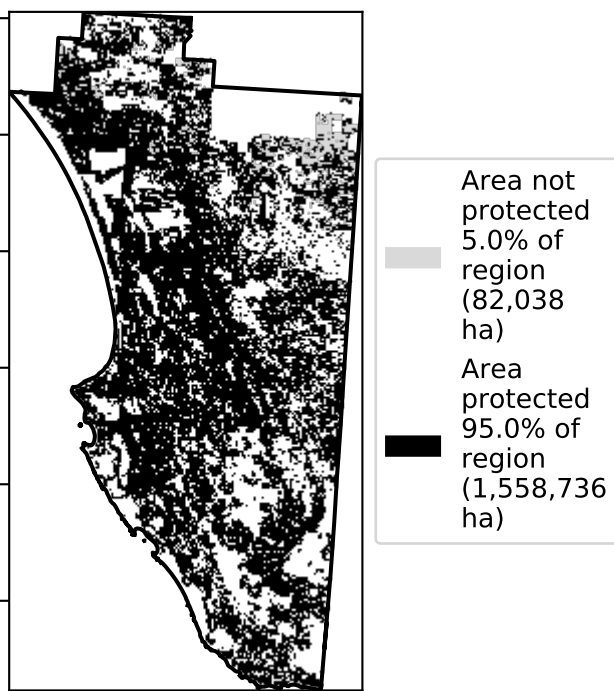 Area not
protected
5.0% of
region
(82,038
ha)
Area
protected
95.0% of
region
(1,558,736
ha)